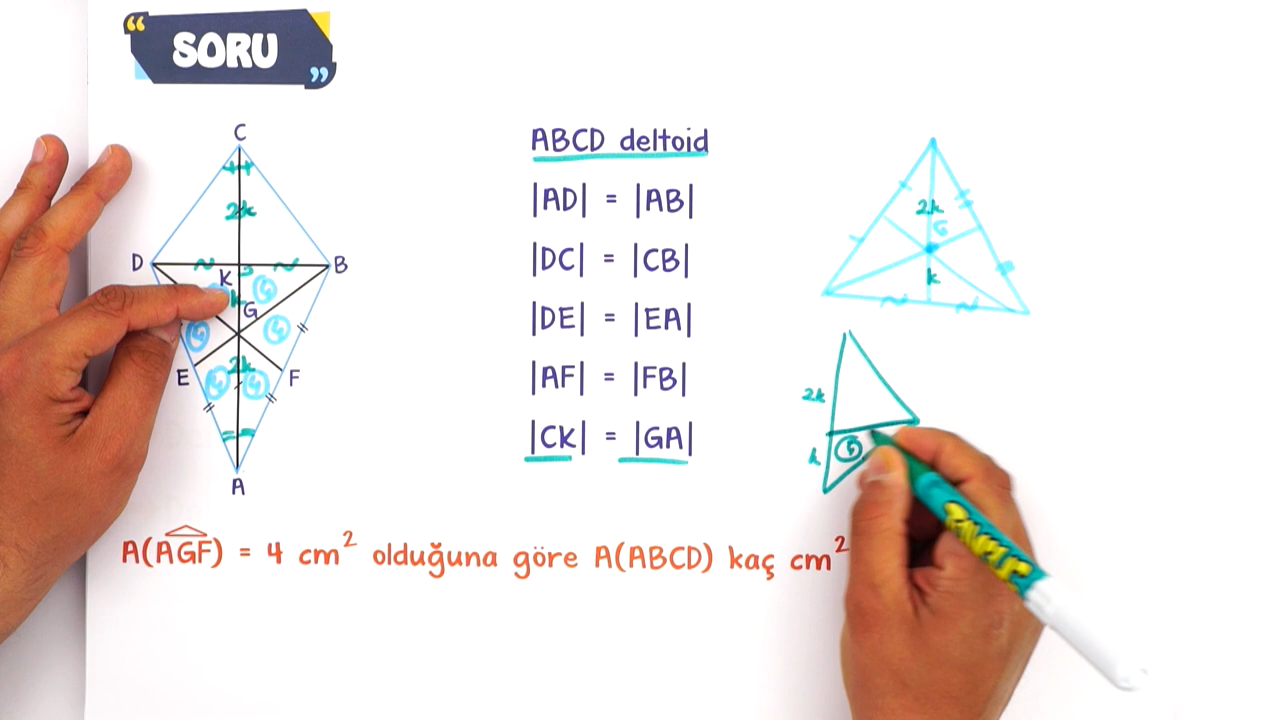 “ SORU ”
C
2k
D
K
B
k
G
2k
E
F
A
ABCD deltoid
|AD| = |AB|
|DC| = |CB|
|DE| = |EA|
|AF| = |FB|
|CK| = |GA|
2k
G
k
2k
k
A(AGF) = 4 cm² olduğuna göre A(ABCD) kaç cm²